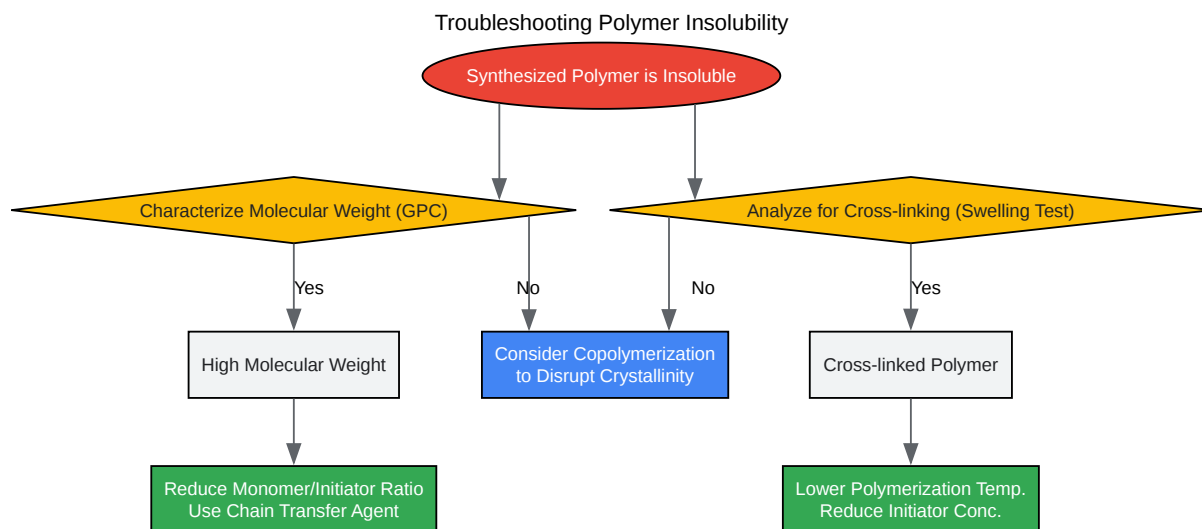 Troubleshooting Polymer Insolubility
Synthesized Polymer is Insoluble
Characterize Molecular Weight (GPC)
Analyze for Cross-linking (Swelling Test)
Yes
No
No
Yes
High Molecular Weight
Consider Copolymerization
to Disrupt Crystallinity
Cross-linked Polymer
Reduce Monomer/Initiator Ratio
Use Chain Transfer Agent
Lower Polymerization Temp.
Reduce Initiator Conc.